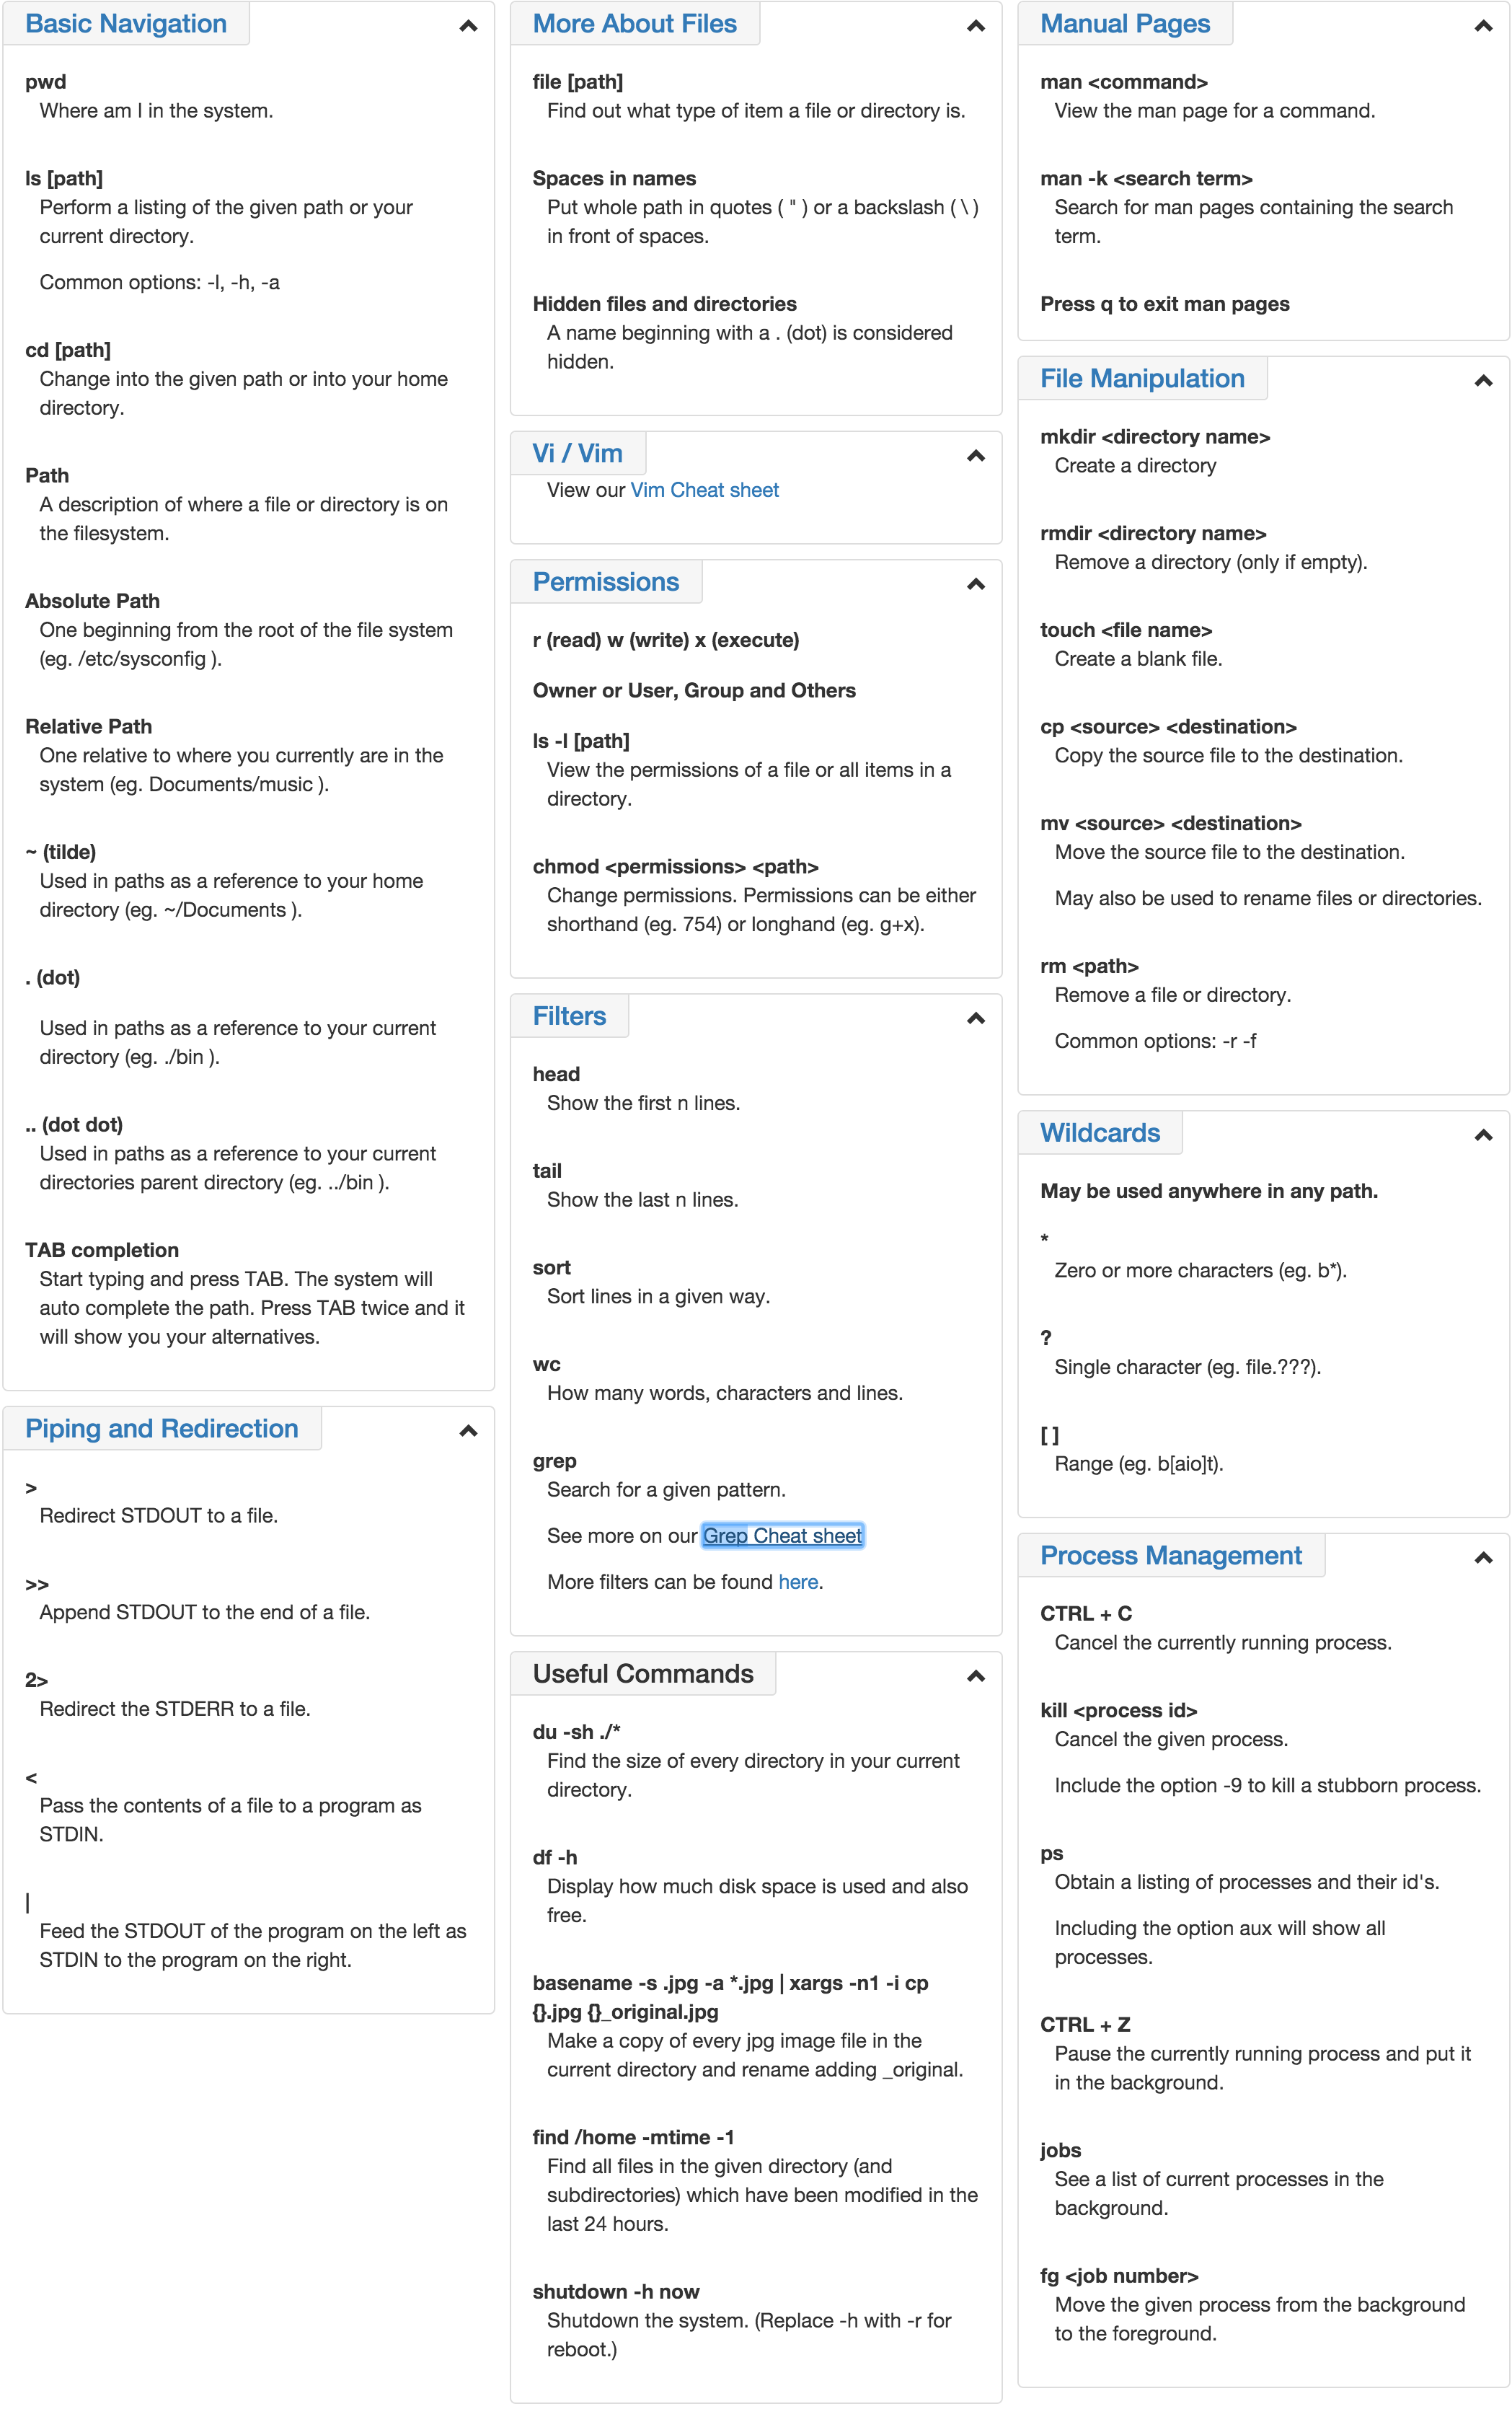 Basic Navigation
pwd
Where am I in the system.
ls [path]
Perform a listing of the given path or your
current directory.
Common options: -l, -h, -a
cd [path]
Change into the given path or into your home
directory.
Path
A description of where a file or directory is on
the filesystem.
Absolute Path
One beginning from the root of the file system
(eg. /etc/sysconfig ).
Relative Path
One relative to where you currently are in the
system (eg. Documents/music ).
~ (tilde)
Used in paths as a reference to your home
directory (eg. ~/Documents ).
. (dot)
Used in paths as a reference to your current
directory (eg. ./bin ).
.. (dot dot)
Used in paths as a reference to your current
directories parent directory (eg. ../bin ).
TAB completion
Start typing and press TAB. The system will
auto complete the path. Press TAB twice and it
will show you your alternatives.
Piping and Redirection
>
Redirect STDOUT to a file.
>>
Append STDOUT to the end of a file.
2>
Redirect the STDERR to a file.
<
Pass the contents of a file to a program as
STDIN.
|
Feed the STDOUT of the program on the left as
STDIN to the program on the right.
More About Files
file [path]
Find out what type of item a file or directory is.
Spaces in names
Put whole path in quotes ( " ) or a backslash ( \ )
in front of spaces.
Hidden files and directories
A name beginning with a . (dot) is considered
hidden.
Vi / Vim
View our Vim Cheat sheet
Permissions
r (read) w (write) x (execute)
Owner or User, Group and Others
ls -l [path]
View the permissions of a file or all items in a
directory.
chmod <permissions> <path>
Change permissions. Permissions can be either
shorthand (eg. 754) or longhand (eg. g+x).
Filters
head
Show the first n lines.
tail
Show the last n lines.
sort
Sort lines in a given way.
wc
How many words, characters and lines.
grep
Search for a given pattern.
See more on our Grep Cheat sheet
More filters can be found here.
Useful Commands
du -sh ./*
Find the size of every directory in your current
directory.
df -h
Display how much disk space is used and also
free.
basename -s .jpg -a *.jpg | xargs -n1 -i cp
{}.jpg {}_original.jpg
Make a copy of every jpg image file in the
current directory and rename adding _original.
find /home -mtime -1
Find all files in the given directory (and
subdirectories) which have been modified in the
last 24 hours.
shutdown -h now
Shutdown the system. (Replace -h with -r for
reboot.)
Manual Pages
man <command>
View the man page for a command.
man -k <search term>
Search for man pages containing the search
term.
Press q to exit man pages
File Manipulation
mkdir <directory name>
Create a directory
rmdir <directory name>
Remove a directory (only if empty).
touch <file name>
Create a blank file.
cp <source> <destination>
Copy the source file to the destination.
mv <source> <destination>
Move the source file to the destination.
May also be used to rename files or directories.
rm <path>
Remove a file or directory.
Common options: -r -f
Wildcards
May be used anywhere in any path.
*
Zero or more characters (eg. b*).
?
Single character (eg. file.???).
[ ]
Range (eg. b[aio]t).
Process Management
CTRL + C
Cancel the currently running process.
kill <process id>
Cancel the given process.
Include the option -9 to kill a stubborn process.
ps
Obtain a listing of processes and their id's.
Including the option aux will show all
processes.
CTRL + Z
Pause the currently running process and put it
in the background.
jobs
See a list of current processes in the
background.
fg <job number>
Move the given process from the background
to the foreground.